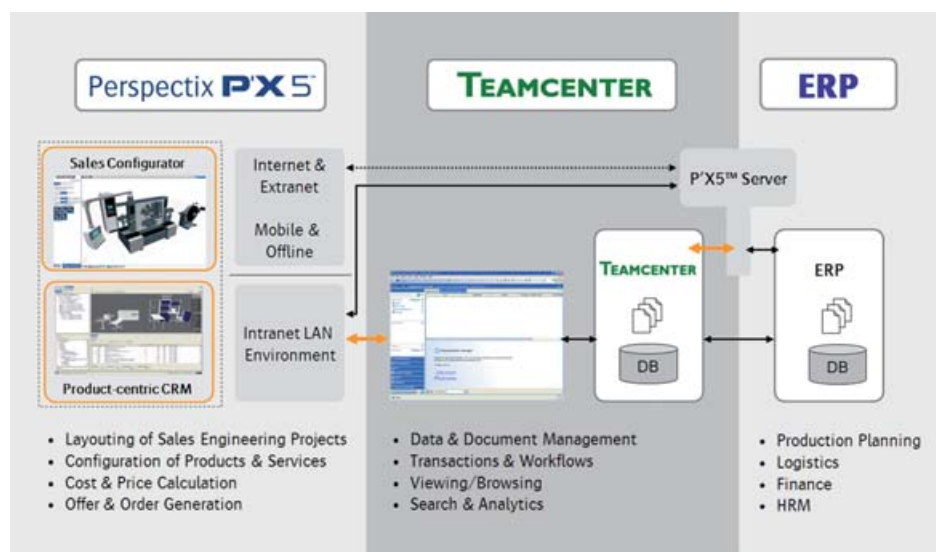 Perspectix P'X5™
TEAMCENTER
ERP
Sales Configurator
Internet &
Extranet
Mobile &
Offline
P'X5™ Server
TEAMCENTER
DB
ERP
DB
Intranet LAN
Environment
Product-centric CRM
• Layouting of Sales Engineering Projects
• Configuration of Products & Services
• Cost & Price Calculation
• Offer & Order Generation
• Data & Document Management
• Transactions & Workflows
• Viewing/Browsing
• Search & Analytics
• Production Planning
• Logistics
• Finance
• HRM